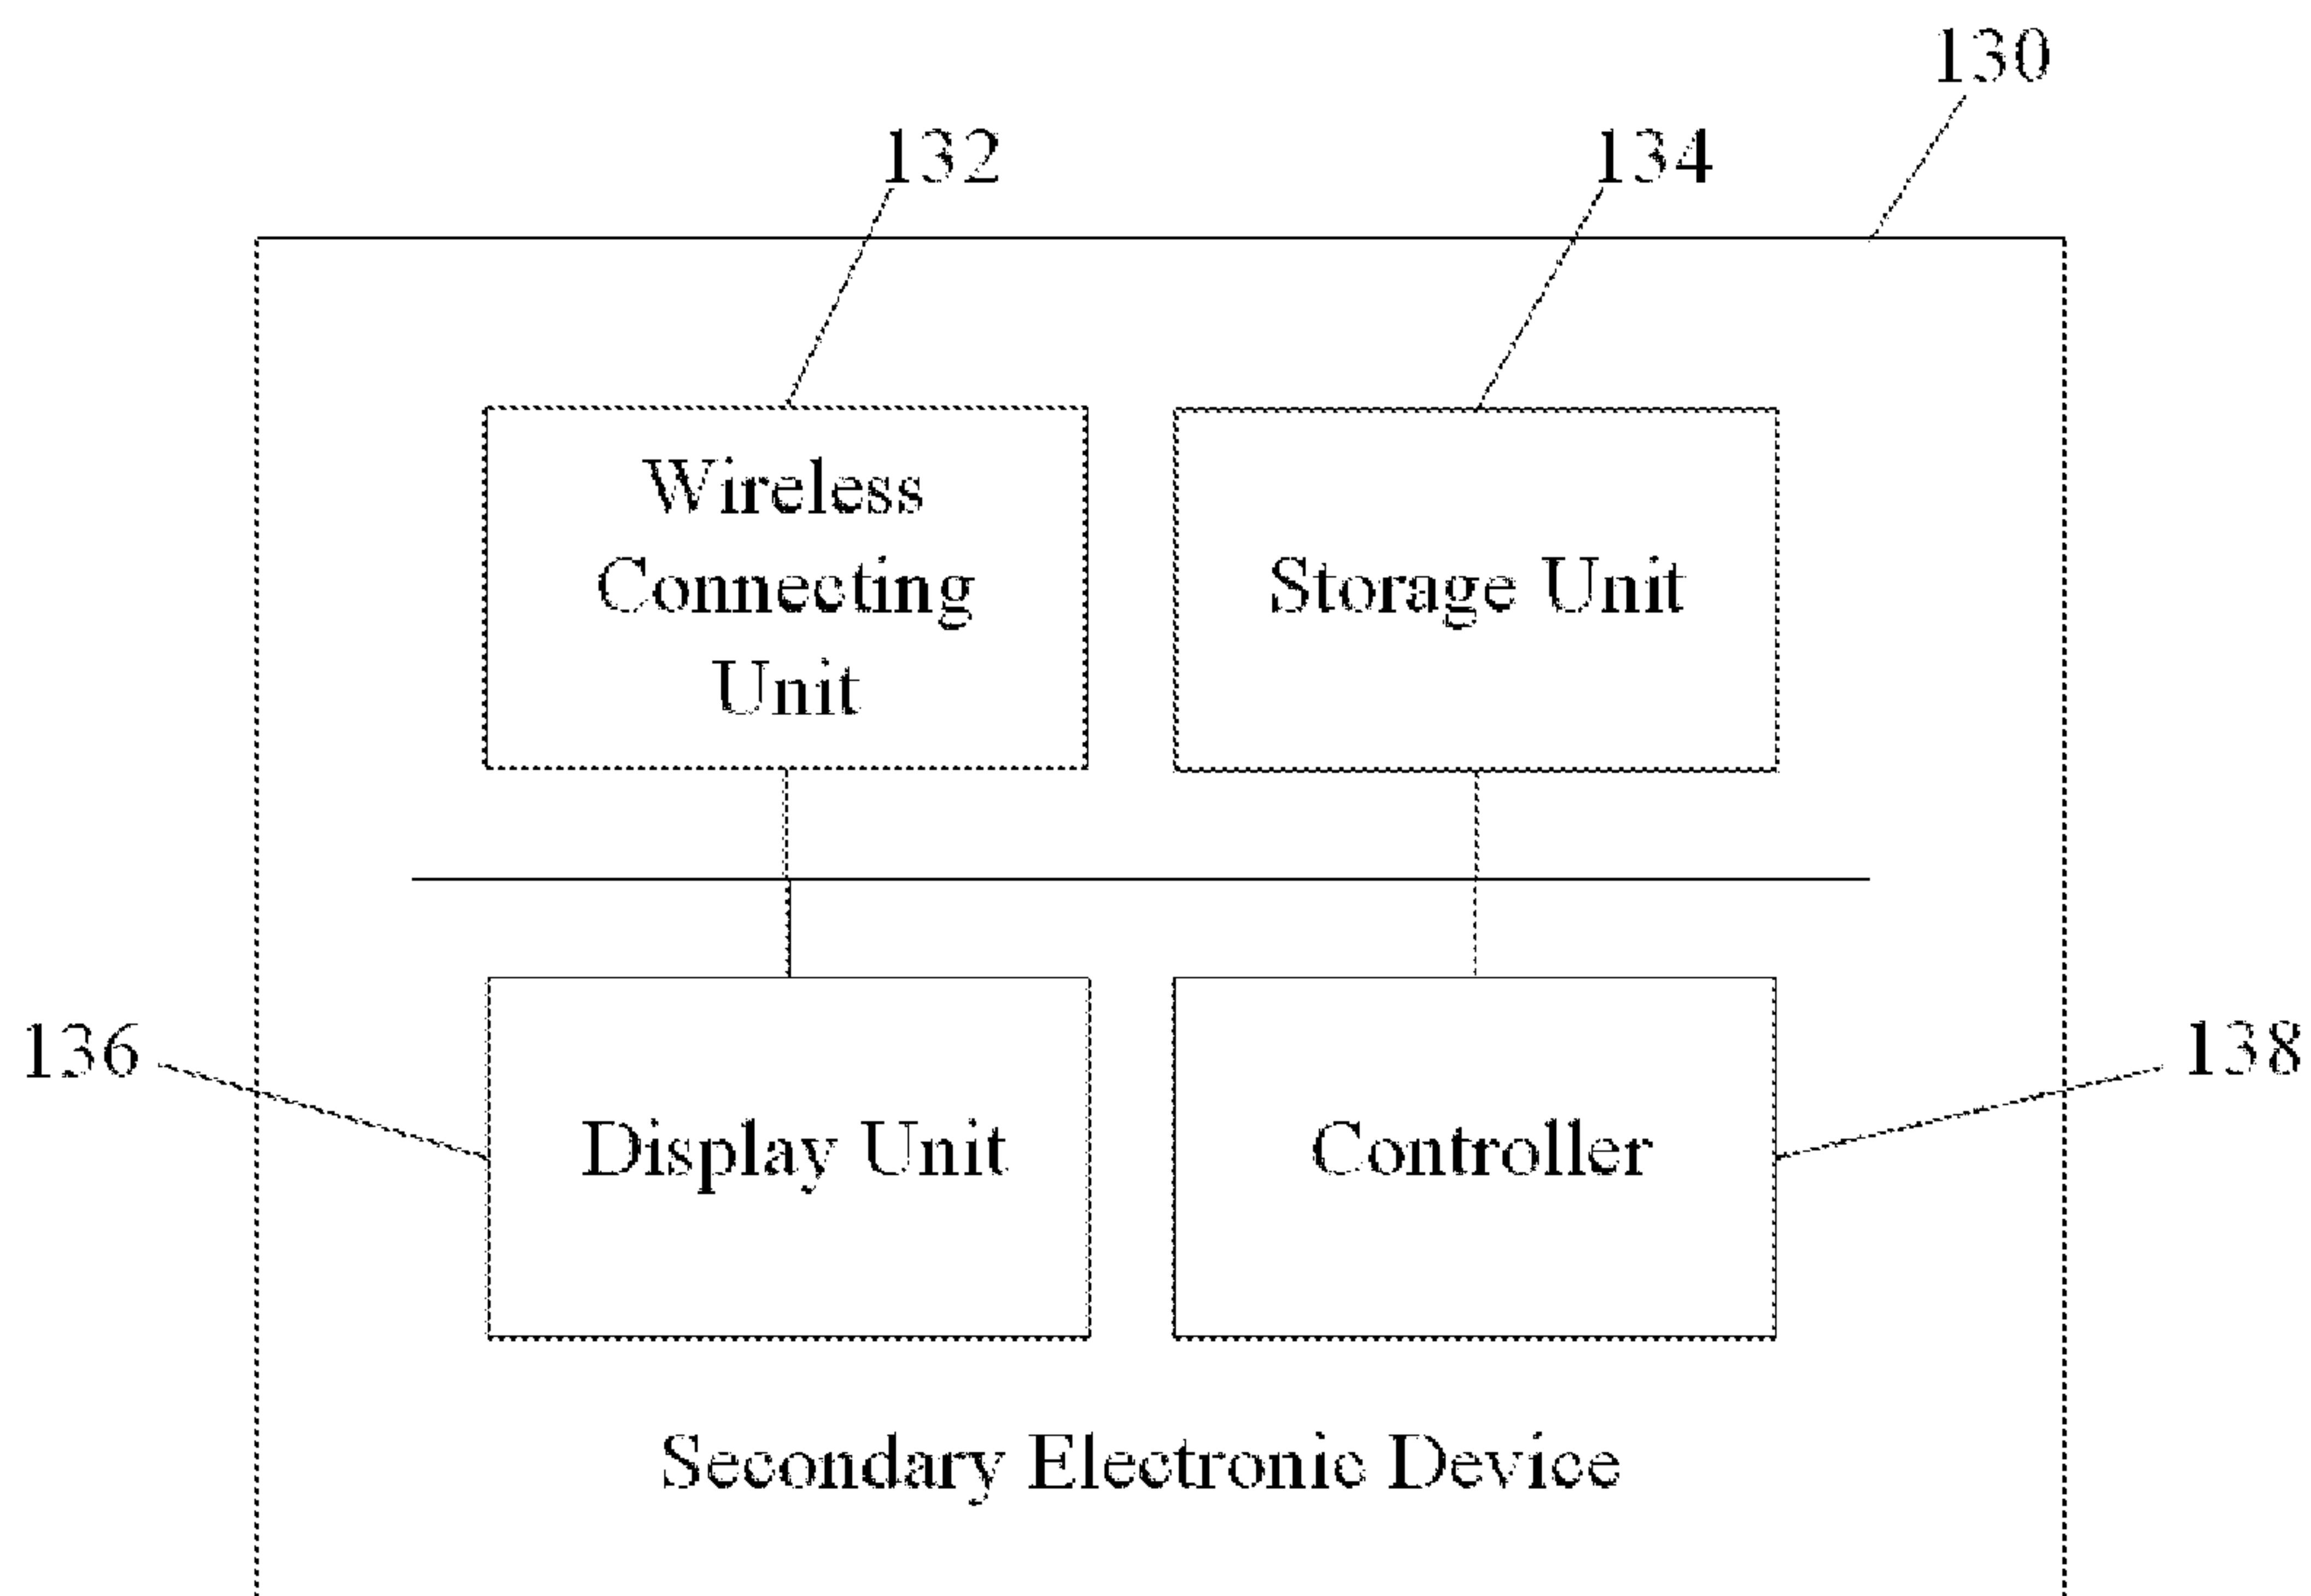 130
132
134
Wireless
Connecting
Unit
Storage Unit
136
138
Display Unit
Controller
Secondary Electronic Device